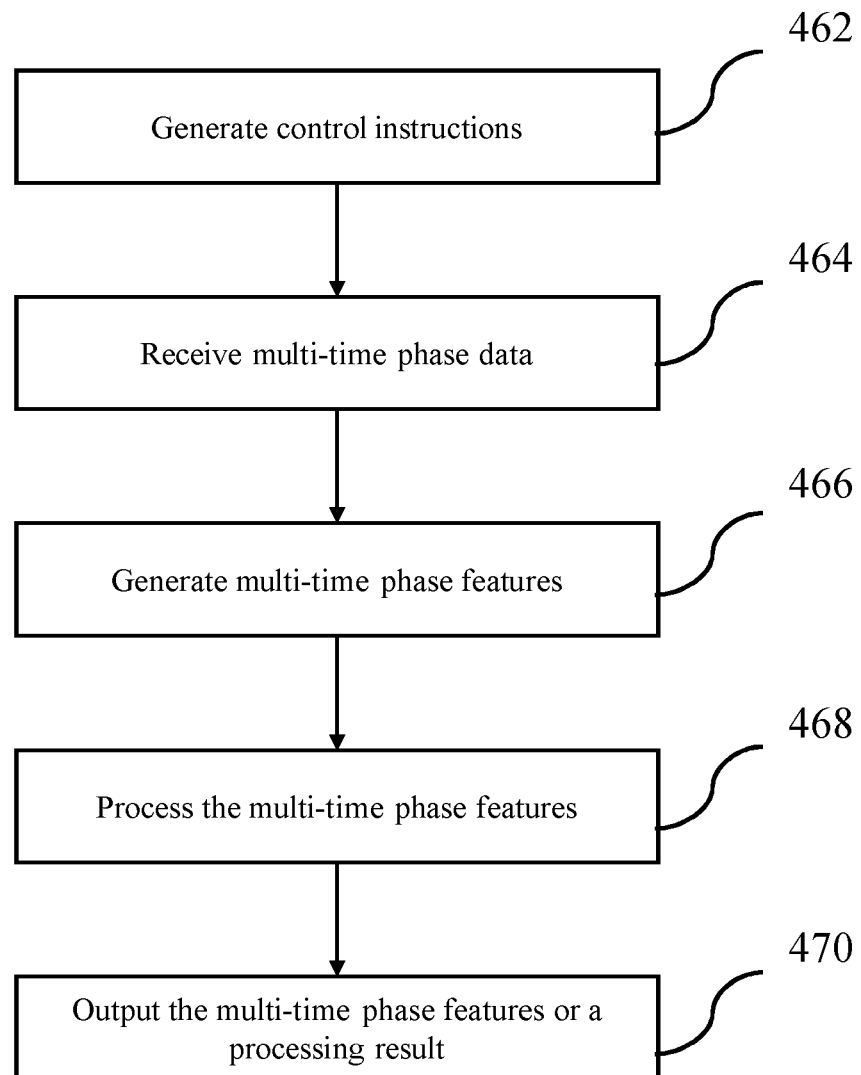 462
Generate control instructions
464
Receive multi-time phase data
466
Generate multi-time phase features
468
Process the multi-time phase features
470
Output the multi-time phase features or a
processing result